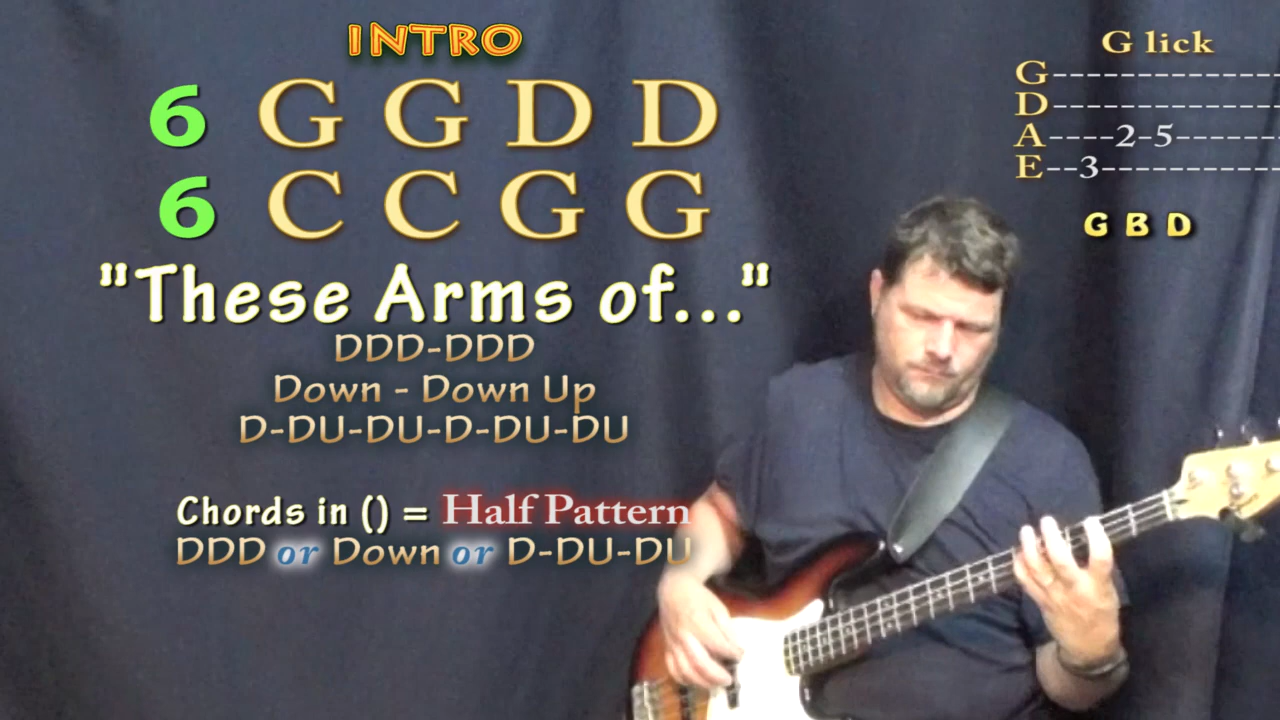 INTRO
6 G G D D
6 C C G G
"These Arms of..."
DDD-DDD
Down - Down Up
D-DU-DU-D-DU-DU
Chords in () = Half Pattern
DDD or Down or D-DU-DU
G lick
G--------------
D--------------
A----2-5-------
E--3-----------
G B D